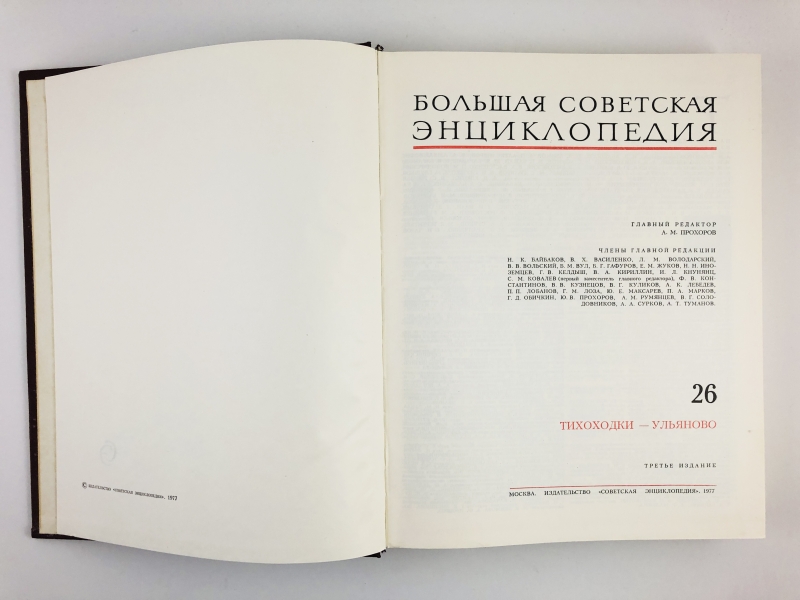 © ИЗДАТЕЛЬСТВО «СОВЕТСКАЯ ЭНЦИКЛОПЕДИЯ», 1977
БОЛЬШАЯ СОВЕТСКАЯ
ЭНЦИКЛОПЕДИЯ
ГЛАВНЫЙ РЕДАКТОР
А. М. ПРОХОРОВ
ЧЛЕНЫ ГЛАВНОЙ РЕДАКЦИИ
Н. К. БАЙБАКОВ, В. Х. ВАСИЛЕНКО, Л. М. ВОЛОДАРСКИЙ,
В. В. ВОЛЬСКИЙ, Б. М. ВУЛ, Б. Г. ГАФУРОВ, Е. М. ЖУКОВ, Н. Н. ИНО-
ЗЕМЦЕВ, Г. В. КЕЛДЫШ, В. А. КИРИЛЛИН, И. Л. КНУНЯНЦ,
С. М. КОВАЛЕВ (первый заместитель главного редактора), Ф. В. КОН-
СТАНТИНОВ, В. В. КУЗНЕЦОВ, В. Г. КУЛИКОВ, А. К. ЛЕБЕДЕВ,
П. П. ЛОБАНОВ, Г. М. ЛОЗА, Ю. Е. МАКСАРЕВ, П. А. МАРКОВ,
Г. Д. ОБИЧКИН, Ю. В. ПРОХОРОВ, А. М. РУМЯНЦЕВ, В. Г. СОЛО-
ДОВНИКОВ, А. А. СУРКОВ, А. Т. ТУМАНОВ.
26
ТИХОХОДКИ — УЛЬЯНОВО
ТРЕТЬЕ ИЗДАНИЕ
МОСКВА. ИЗДАТЕЛЬСТВО «СОВЕТСКАЯ ЭНЦИКЛОПЕДИЯ». 1977